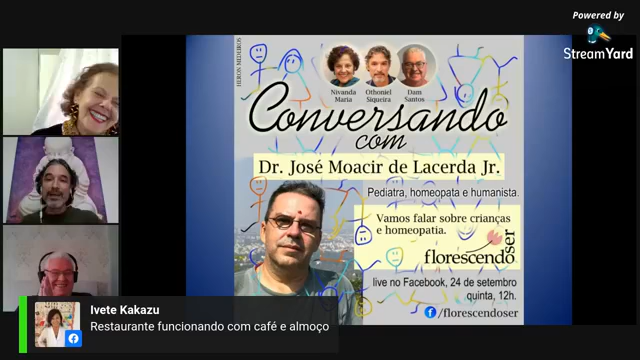 Powered by
StreamYard
HERON MEDEIROS
Nivanda
Maria
Othoniel
Siqueira
Dam
Santos
Conversando
com
Dr. José Moacir de Lacerda Jr.
Pediatra, homeopata e humanista.
Vamos falar sobre crianças
e homeopatia.
florescendo ser
live no Facebook, 24 de setembro
quinta, 12h.
/florescendoser
Ivete Kakazu
Restaurante funcionando com café e almoço